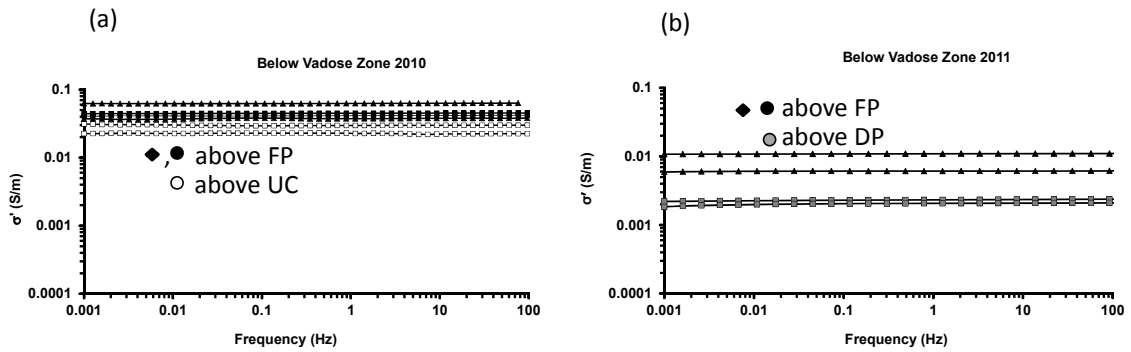 (a)
Below Vadose Zone 2010
0.1
0.01
0.001
0.0001
σ' (S/m)
, above FP
above UC
0.001 0.01 0.1 1 10 100
Frequency (Hz)
(b)
Below Vadose Zone 2011
above FP
above DP
0.1
0.01
0.001
0.0001
σ' (S/m)
0.001 0.01 0.1 1 10 100
Frequency (Hz)